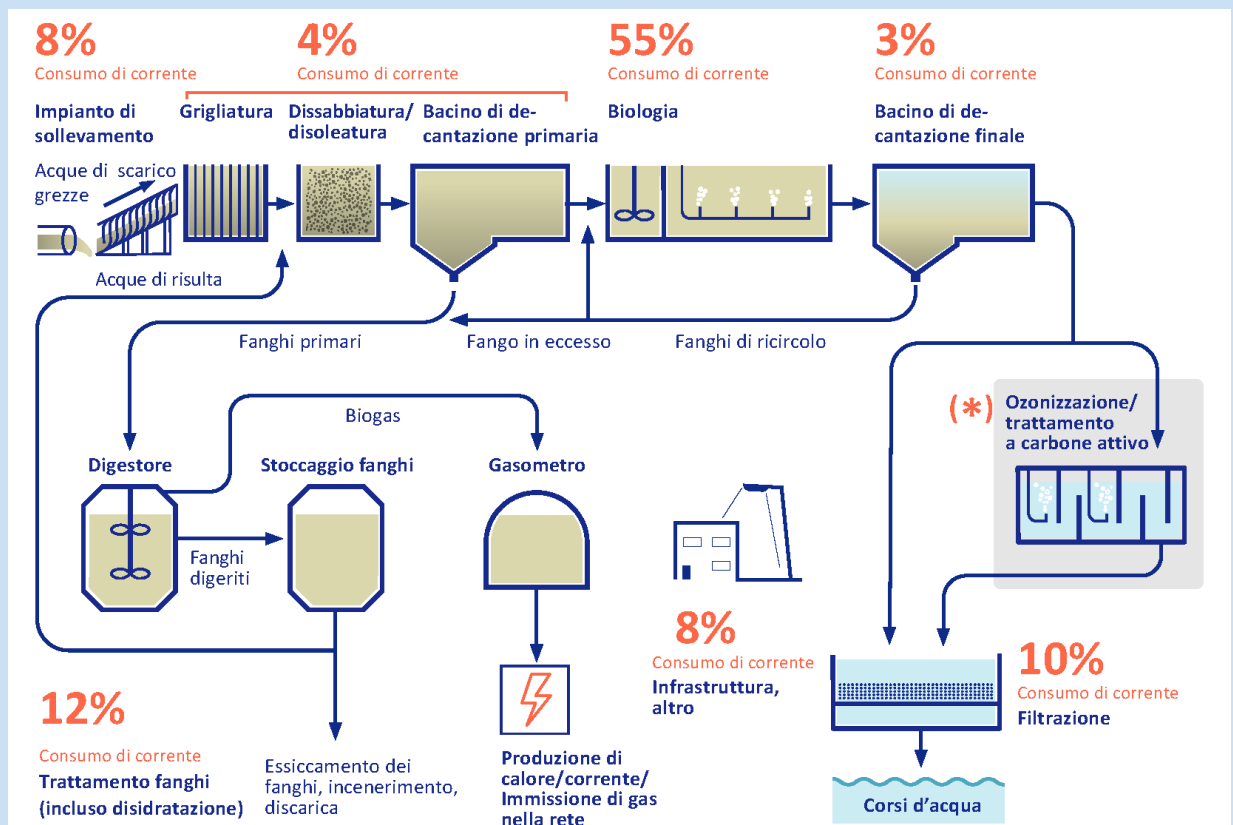 8%
Consumo di corrente
Impianto di
sollevamento
4%
Consumo di corrente
Grigliatura
Dissabbiatura/
disoleatura
Bacino di de-
cantazione primaria
55%
Consumo di corrente
Biologia
3%
Consumo di corrente
Bacino di de-
cantazione finale
Acque di scarico
grezze
Acque di risulta
Fanghi primari
Fango in eccesso
Fanghi di ricircolo
(*)
Ozonizzazione/
trattamento
a carbone attivo
Biogas
Digestore
Stoccaggio fanghi
Gasometro
Fanghi
digeriti
8%
Consumo di corrente
Infrastruttura,
altro
10%
Consumo di corrente
Filtrazione
12%
Consumo di corrente
Trattamento fanghi
(incluso disidratazione)
Essiccamento dei
fanghi, incenerimento,
discarica
Produzione di
calore/corrente/
Immissione di gas
nella rete
Corsi d'acqua